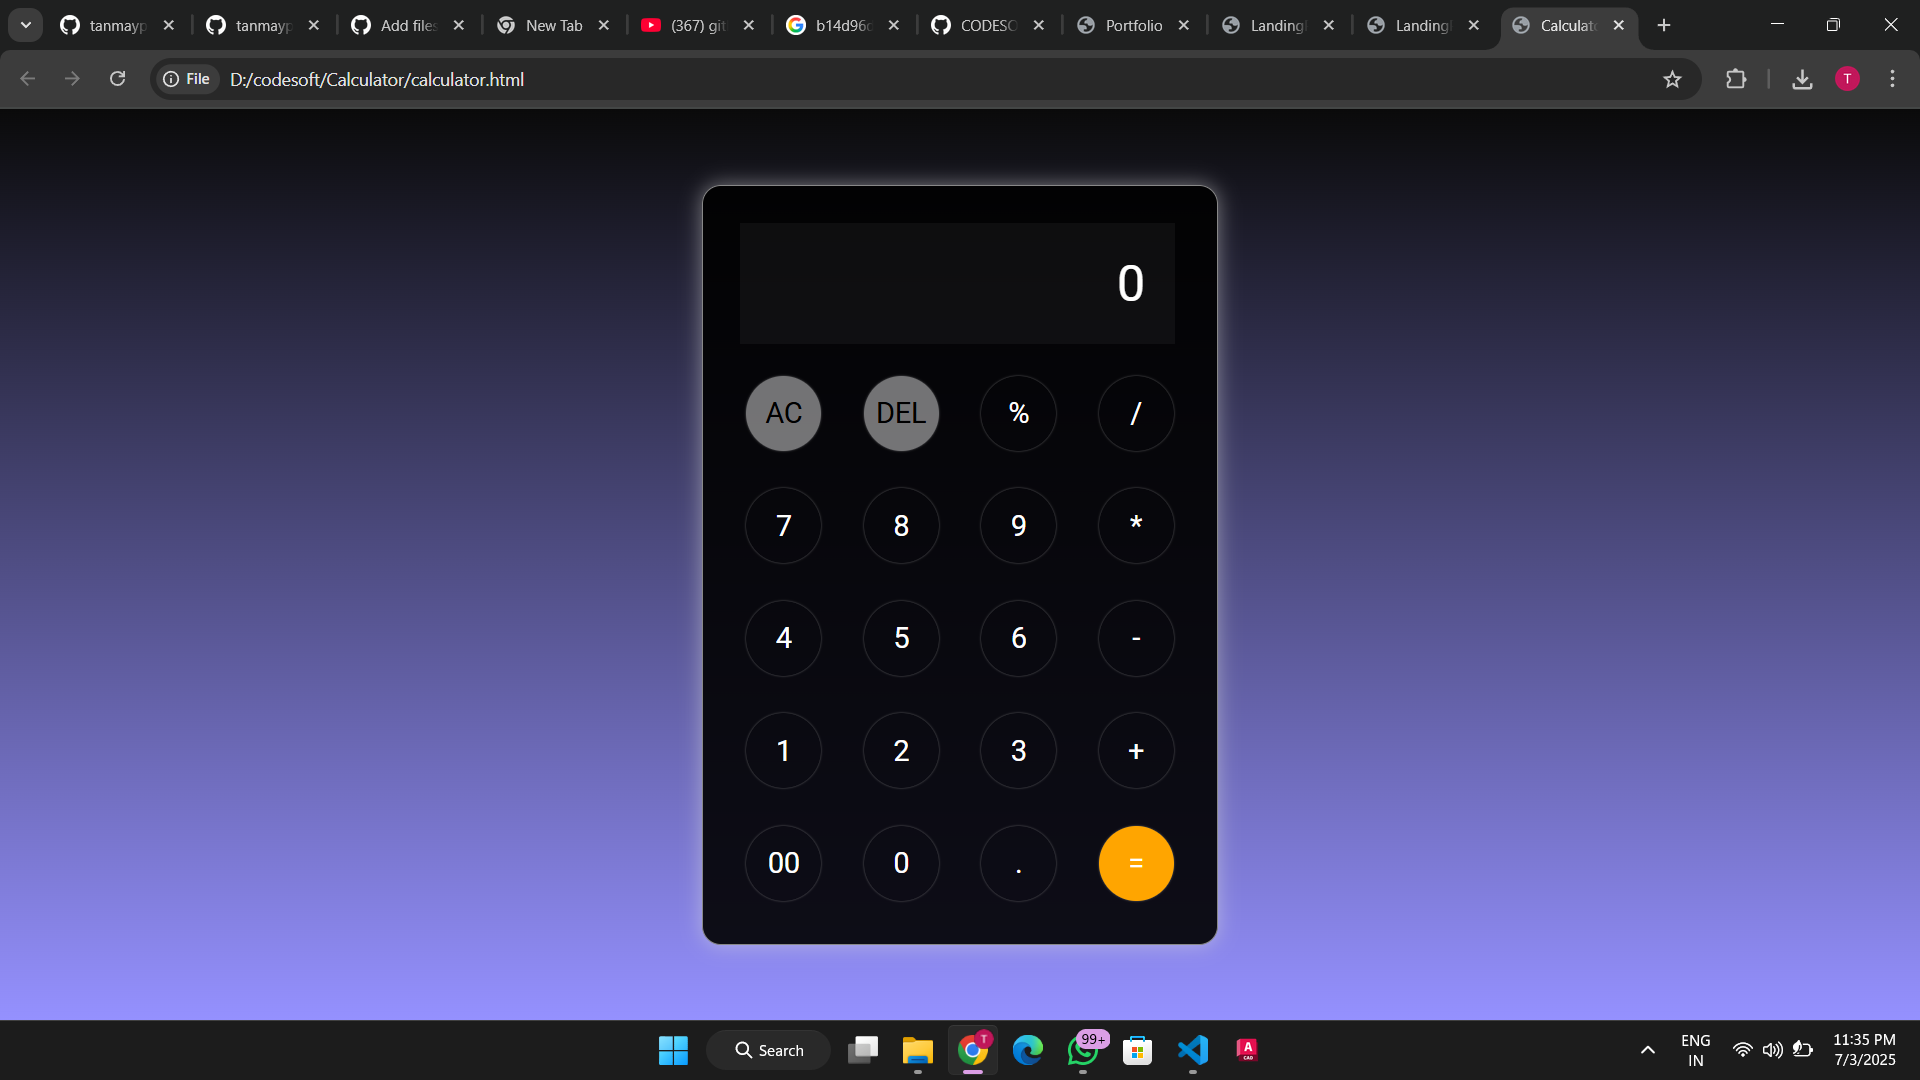 tanmayp
tanmayp
Add files
New Tab
(367) git
b14d96d
CODESO
Portfolio
Landing
Landing
Calculat
File
D:/codesoft/Calculator/calculator.html
T
0
AC DEL % /
7 8 9 *
4 5 6 -
1 2 3 +
00 0 . =
Search
T
99+
A
CAD
ENG
IN
11:35 PM
7/3/2025